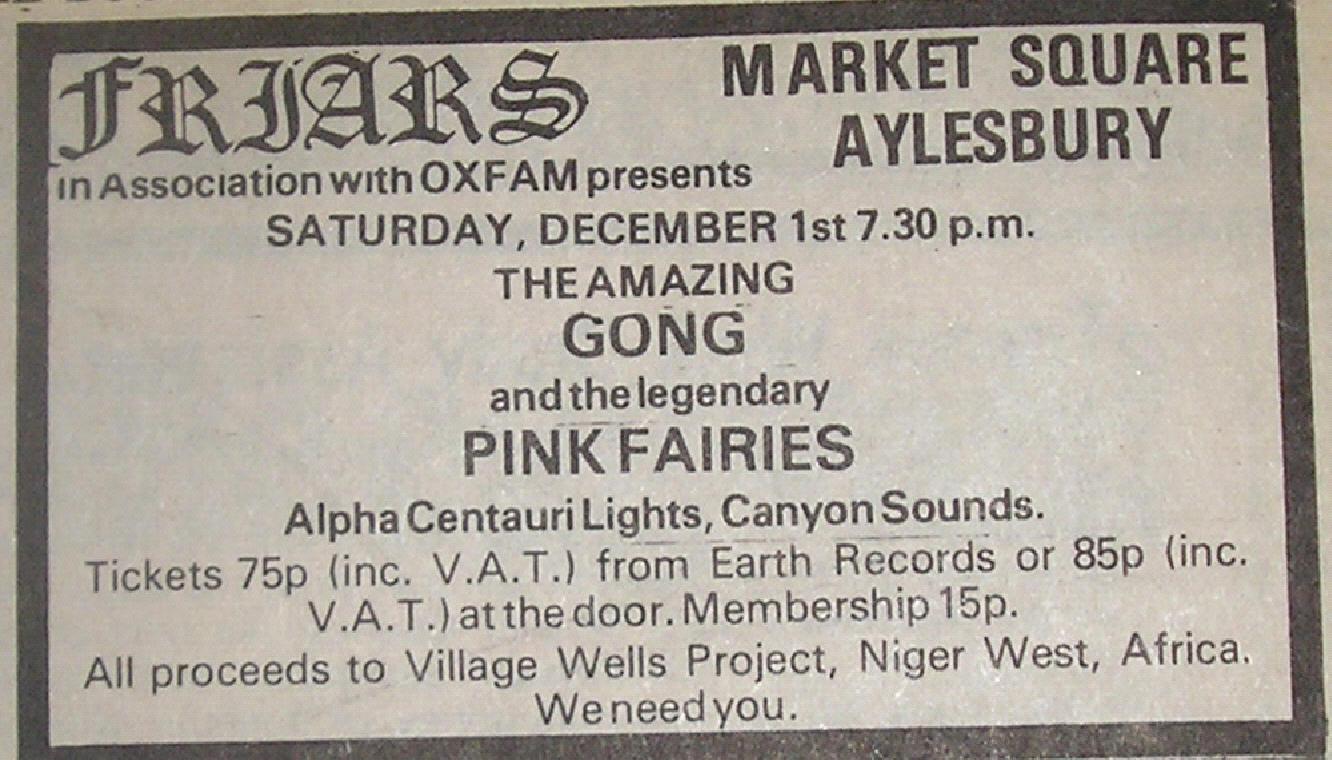 FRIARS
MARKET SQUARE
AYLESBURY
in Association with OXFAM presents
SATURDAY, DECEMBER 1st 7.30 p.m.
THE AMAZING
GONG
and the legendary
PINK FAIRIES
Alpha Centauri Lights, Canyon Sounds.
Tickets 75p (inc. V.A.T.) from Earth Records or 85p (inc.
V.A.T.) at the door. Membership 15p.
All proceeds to Village Wells Project, Niger West, Africa.
We need you.